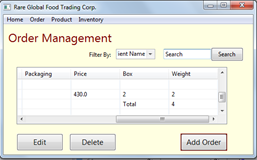 Rare Global Food Trading Corp.
Home Order Product Inventory
Order Management
Filter By: ient Name Search Search
Packaging Price Box Weight
430.0 2 2
Total 4
Edit Delete Add Order